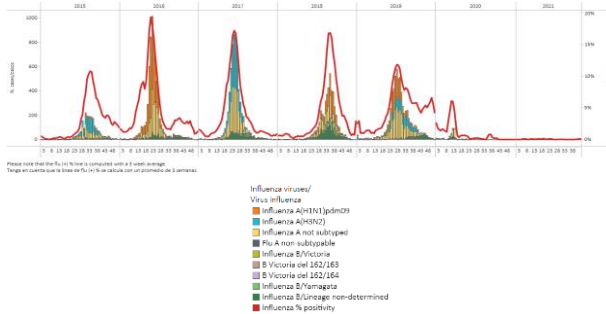 2015 2016 2017 2018 2019 2020 2021
1000 20%
800 15%
600
400 10%
200 5%
0 0%
Please note that the flu (+) % line is computed with a 3 week average.
Tenga en cuenta que la línea de flu (+) % se calcula con un promedio de 3 semanas.
Influenza viruses/
Virus influenza
Influenza A(H1N1)pdm09
Influenza A(H3N2)
Influenza A not subtyped
Flu A non-subtypable
Influenza B/Victoria
B Victoria del 162/163
B Victoria del 162/164
Influenza B/Yamagata
Influenza B/Lineage non-determined
Influenza % positivity